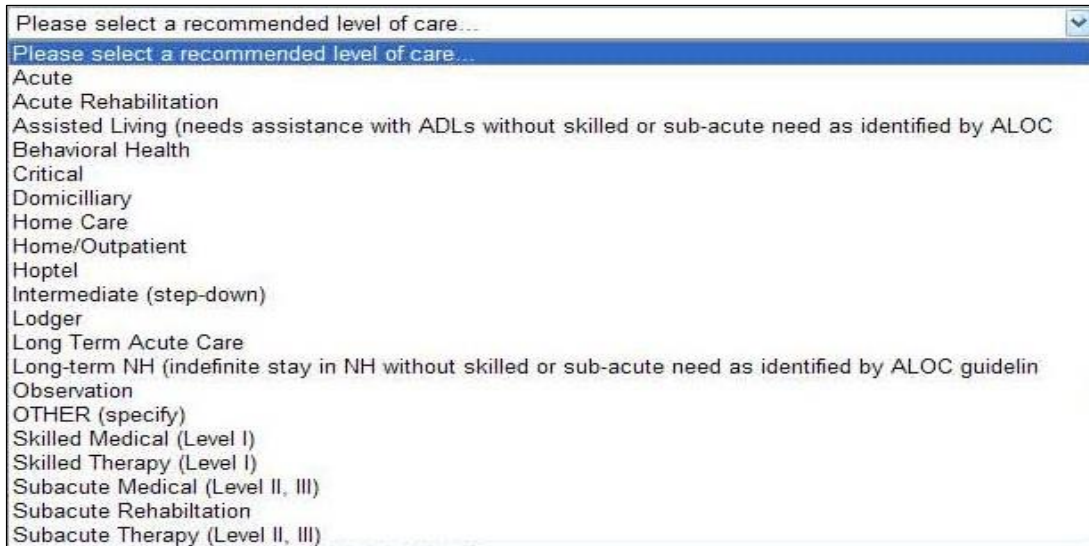 Please select a recommended level of care...
Please select a recommended level of care...
Acute
Acute Rehabilitation
Assisted Living (needs assistance with ADLs without skilled or sub-acute need as identified by ALOC
Behavioral Health
Critical
Domicilliary
Home Care
Home/Outpatient
Hoptel
Intermediate (step-down)
Lodger
Long Term Acute Care
Long-term NH (indefinite stay in NH without skilled or sub-acute need as identified by ALOC guidelin
Observation
OTHER (specify)
Skilled Medical (Level I)
Skilled Therapy (Level I)
Subacute Medical (Level II, III)
Subacute Rehabiltation
Subacute Therapy (Level II, III)